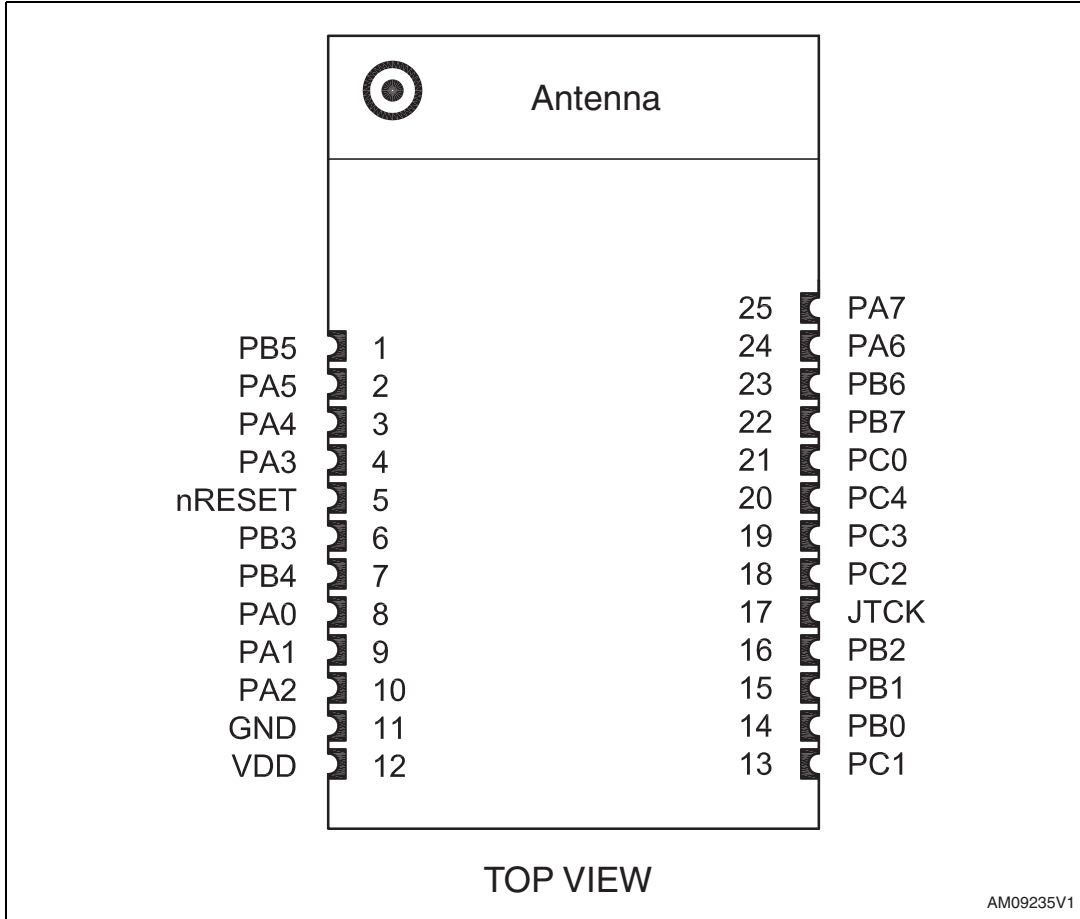 Antenna
25 PA7
PB5 1 24 PA6
PA5 2 23 PB6
PA4 3 22 PB7
PA3 4 21 PC0
nRESET 5 20 PC4
PB3 6 19 PC3
PB4 7 18 PC2
PA0 8 17 JTCK
PA1 9 16 PB2
PA2 10 15 PB1
GND 11 14 PB0
VDD 12 13 PC1
TOP VIEW
AM09235V1